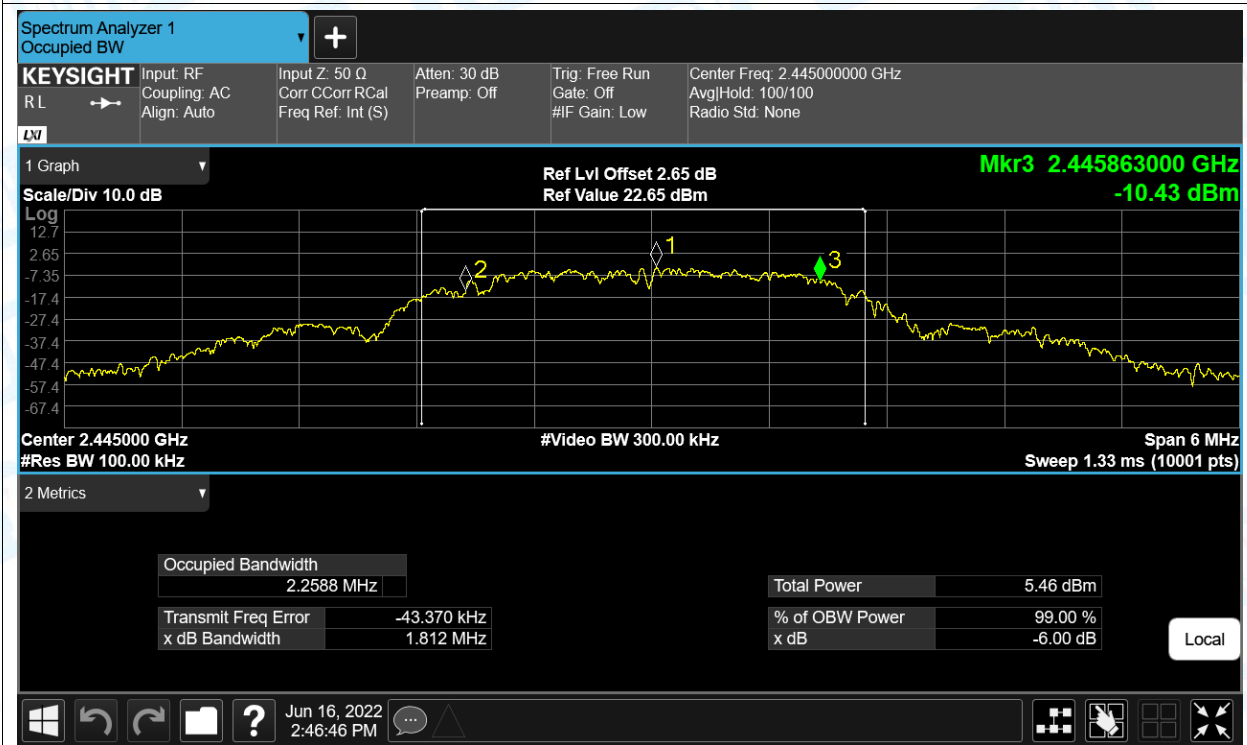 Spectrum Analyzer 1
Occupied BW
+
KEYSIGHT
R L
LXI
Input: RF
Coupling: AC
Align: Auto
Input Z: 50 Ω
Corr CCorr RCal
Freq Ref: Int (S)
Atten: 30 dB
Preamp: Off
Trig: Free Run
Gate: Off
#IF Gain: Low
Center Freq: 2.445000000 GHz
Avg|Hold: 100/100
Radio Std: None
1 Graph
Scale/Div 10.0 dB
Ref Lvl Offset 2.65 dB
Ref Value 22.65 dBm
Mkr3 2.445863000 GHz
-10.43 dBm
Log
12.7
2.65
-7.35
-17.4
-27.4
-37.4
-47.4
-57.4
-67.4
2
1
3
Center 2.445000 GHz
#Res BW 100.00 kHz
#Video BW 300.00 kHz
Span 6 MHz
Sweep 1.33 ms (10001 pts)
2 Metrics
Occupied Bandwidth
2.2588 MHz
Transmit Freq Error -43.370 kHz
x dB Bandwidth 1.812 MHz
Total Power 5.46 dBm
% of OBW Power 99.00 %
x dB -6.00 dB
Local
?
Jun 16, 2022
2:46:46 PM